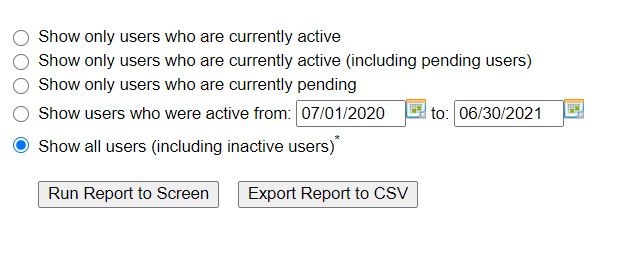 Show only users who are currently active
Show only users who are currently active (including pending users)
Show only users who are currently pending
Show users who were active from: 07/01/2020 to: 06/30/2021
Show all users (including inactive users)*
Run Report to Screen Export Report to CSV